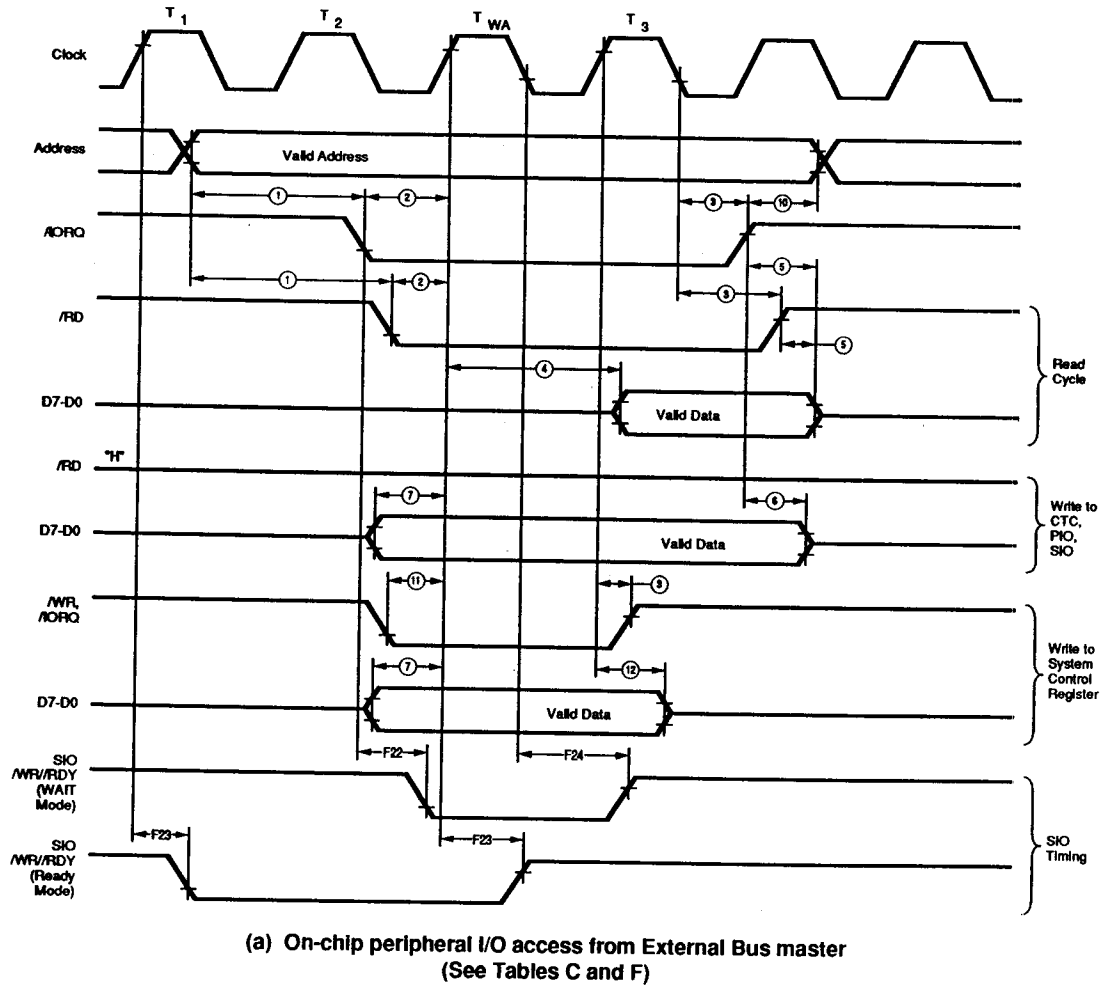 T 1 T 2 T WA T 3
Clock
Address
Valid Address
1 2 3 10
/IORQ
1 2 5
3
/RD
5
4
Read
Cycle
D7-D0
Valid Data
/RD "H"
7 6
D7-D0
Valid Data
Write to
CTC,
PIO,
SIO
11 3
/WR,
/IORQ
7 12
Write to
System
Control
Register
D7-D0
Valid Data
F22 F24
SIO
/WR//RDY
(WAIT
Mode)
F23 F23
SIO
Timing
SIO
/WR//RDY
(Ready
Mode)
(a) On-chip peripheral I/O access from External Bus master
(See Tables C and F)